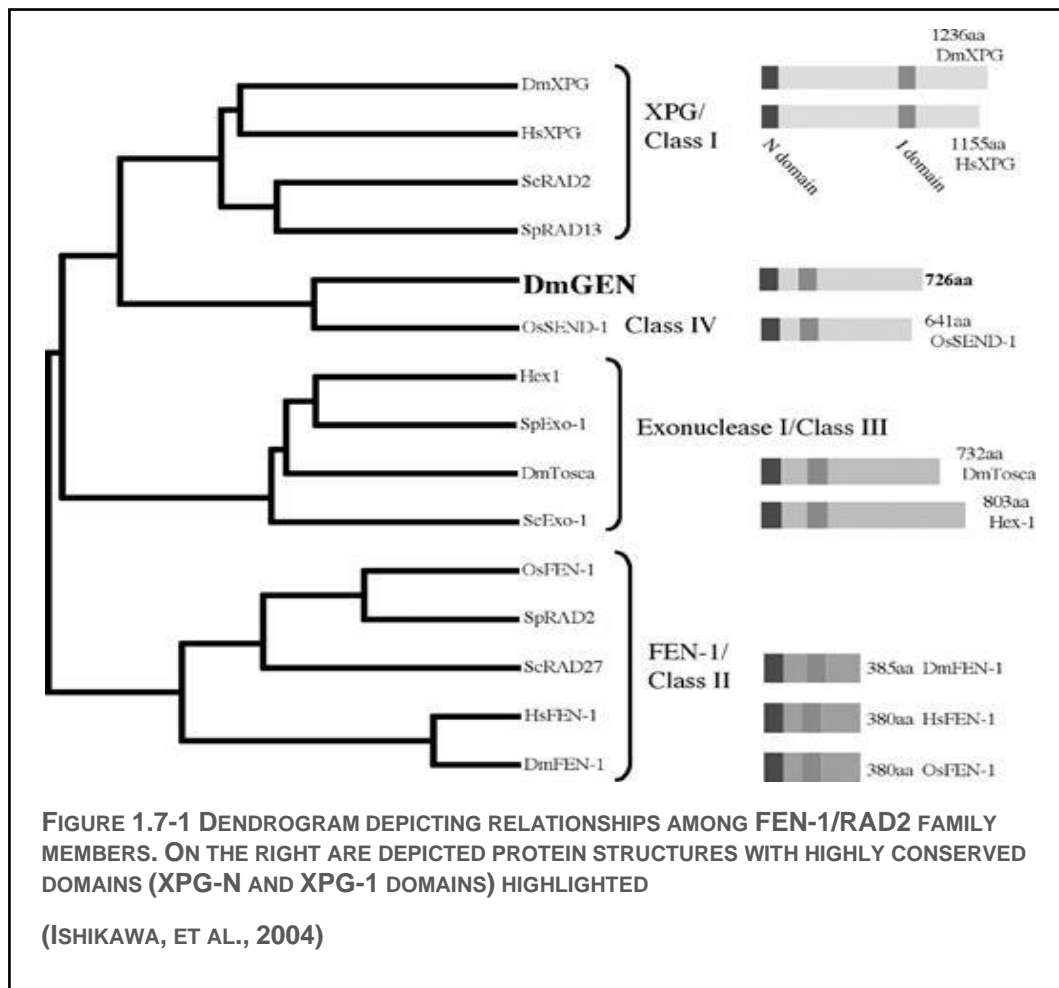 1236aa
DmXPG
DmXPG
HsXPG
XPG/
Class I
N domain
I domain
1155aa
HsXPG
ScRAD2
SpRAD13
DmGEN
726aa
OsSEND-1
Class IV
641aa
OsSEND-1
Hex1
SpExo-1
Exonuclease I/Class III
DmTosca
732aa
DmTosca
ScExo-1
803aa
Hex-1
OsFEN-1
SpRAD2
FEN-1/
Class II
ScRAD27
385aa DmFEN-1
HsFEN-1
380aa HsFEN-1
DmFEN-1
380aa OsFEN-1
FIGURE 1.7-1 DENDROGRAM DEPICTING RELATIONSHIPS AMONG FEN-1/RAD2 FAMILY
MEMBERS. ON THE RIGHT ARE DEPICTED PROTEIN STRUCTURES WITH HIGHLY CONSERVED
DOMAINS (XPG-N AND XPG-1 DOMAINS) HIGHLIGHTED
(ISHIKAWA, ET AL., 2004)